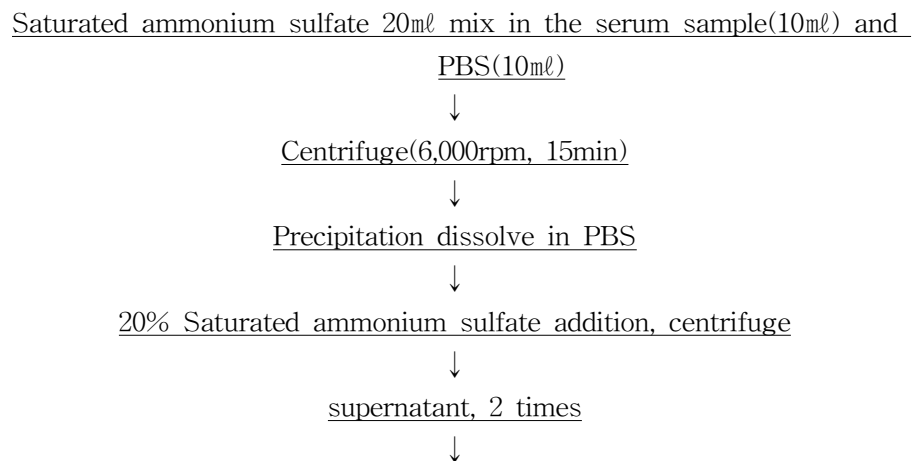 Saturated ammonium sulfate 20㎖ mix in the serum sample(10㎖) and
PBS(10㎖)
↓
Centrifuge(6,000rpm, 15min)
↓
Precipitation dissolve in PBS
↓
20% Saturated ammonium sulfate addition, centrifuge
↓
supernatant, 2 times
↓